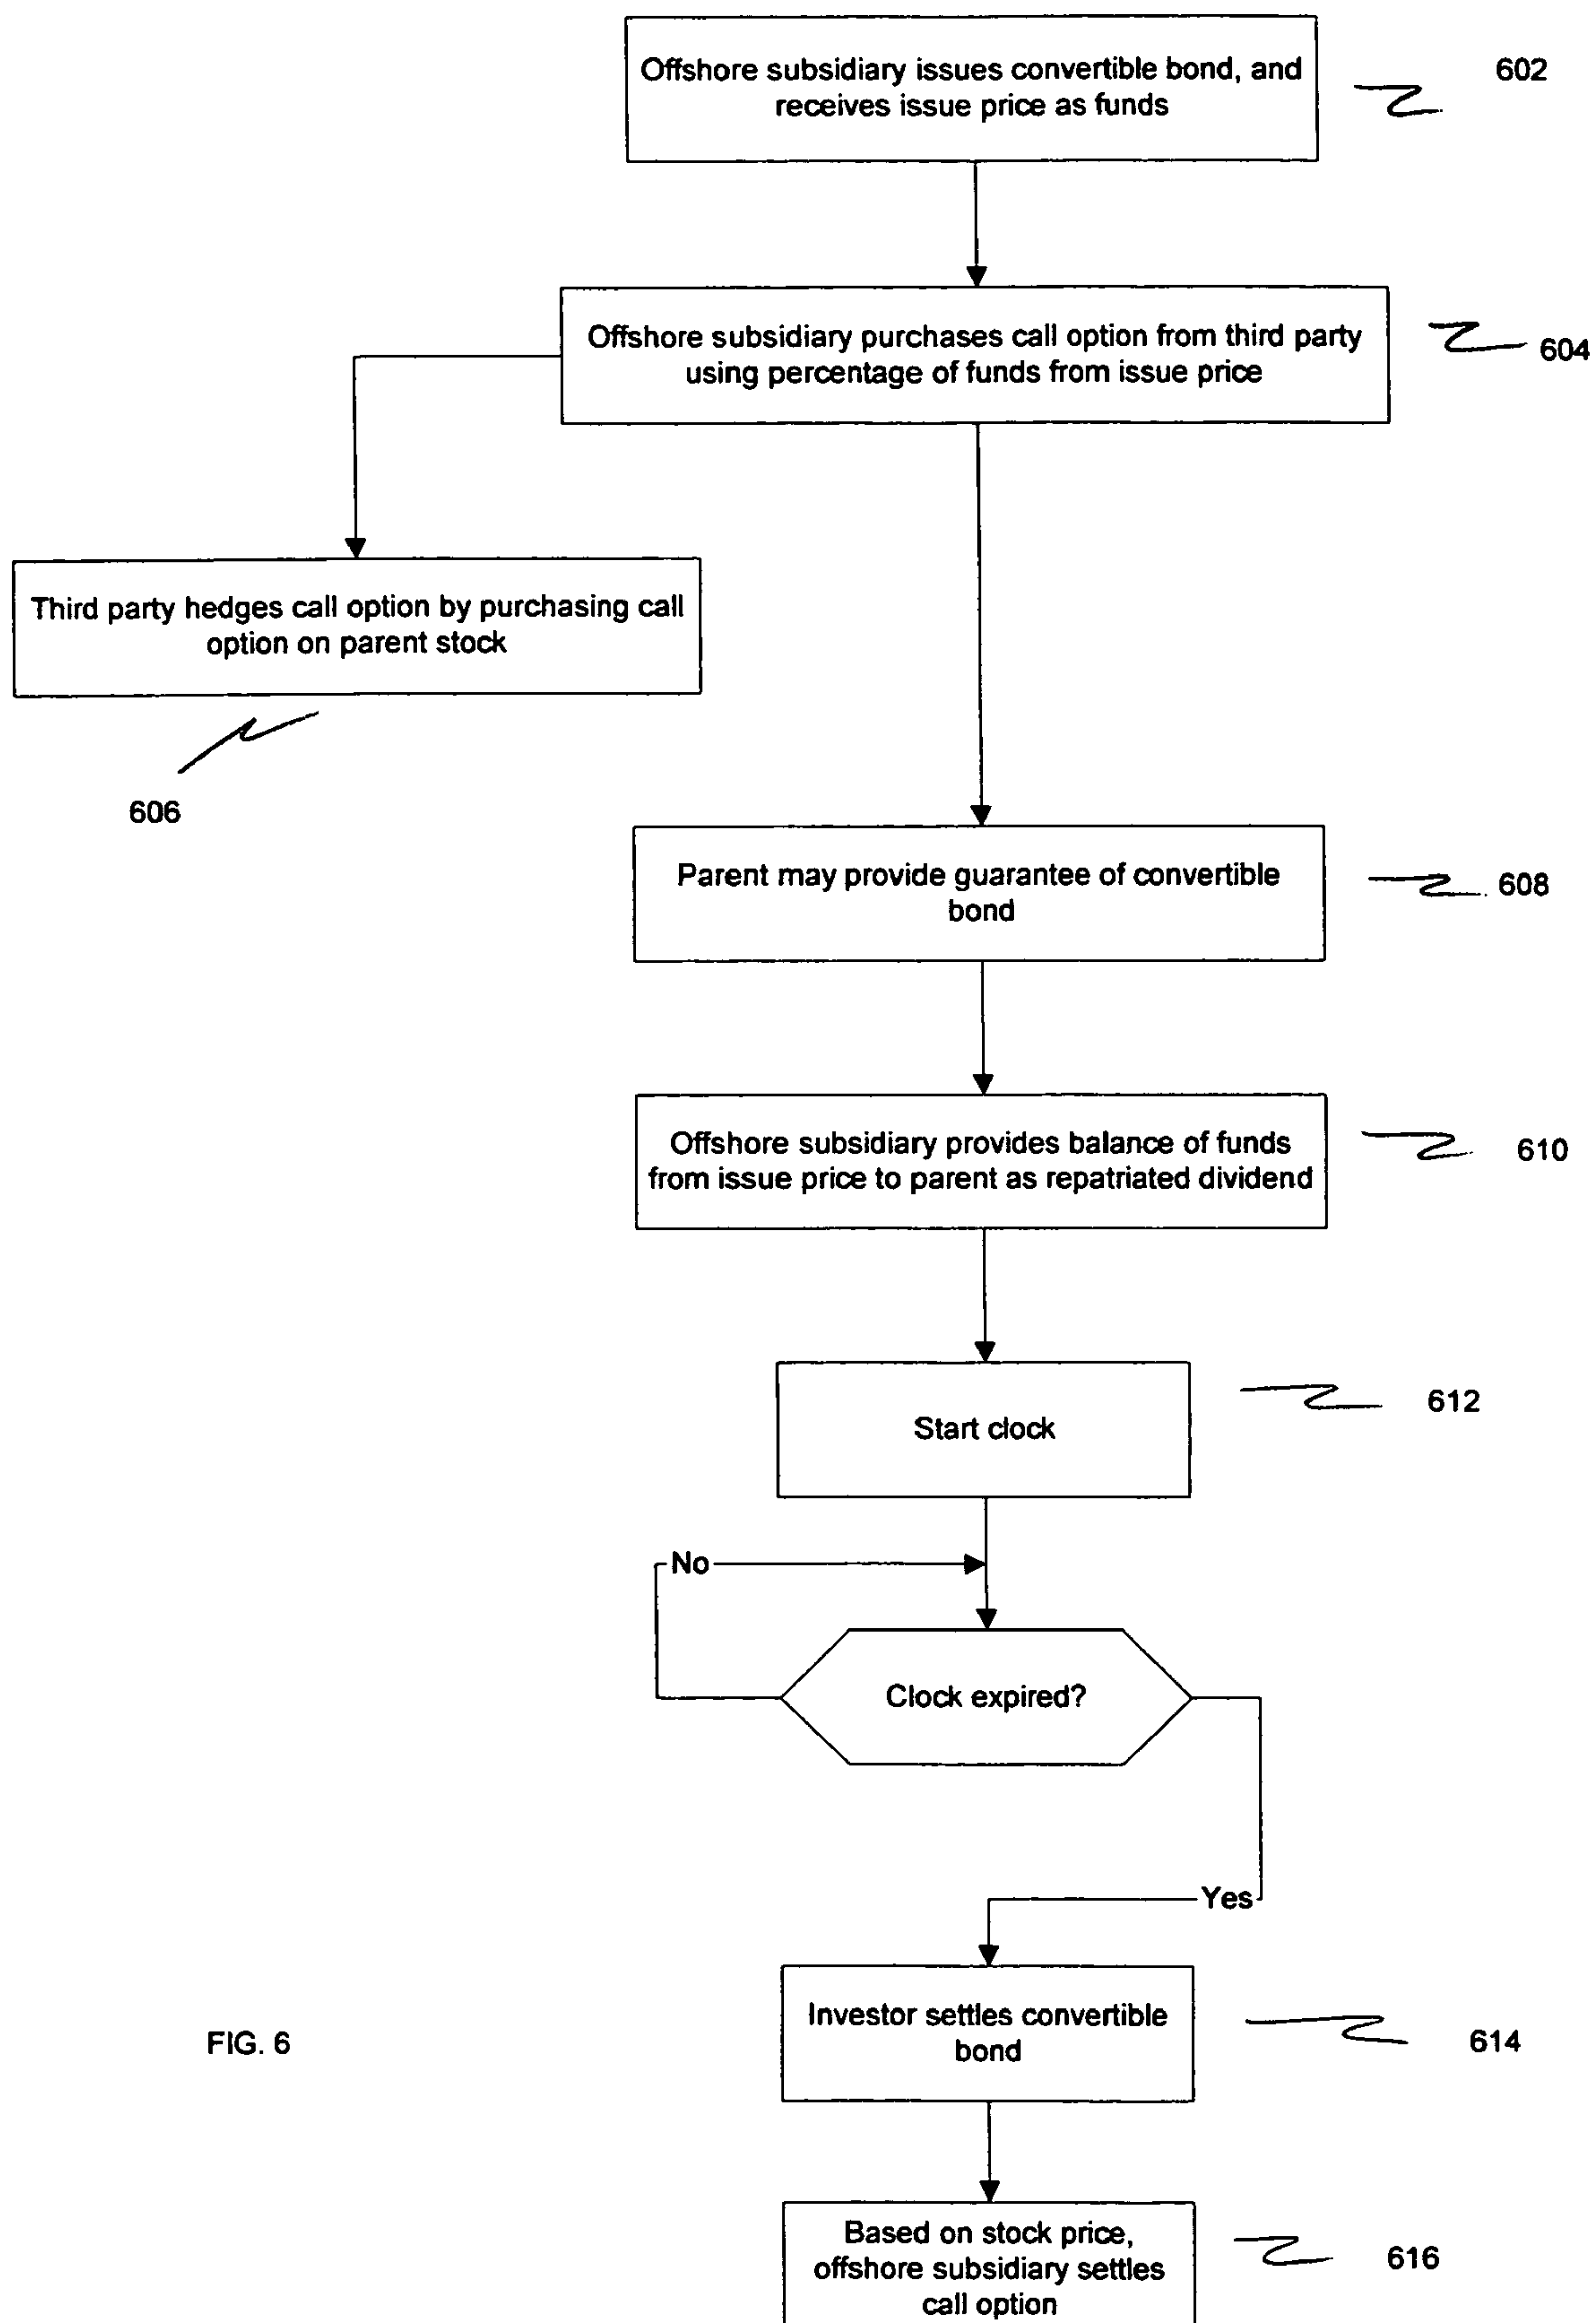 Offshore subsidiary issues convertible bond, and
receives issue price as funds
602
Offshore subsidiary purchases call option from third party
using percentage of funds from issue price
604
Third party hedges call option by purchasing call
option on parent stock
606
Parent may provide guarantee of convertible
bond
608
Offshore subsidiary provides balance of funds
from issue price to parent as repatriated dividend
610
Start clock
612
No
Clock expired?
Yes
Investor settles convertible
bond
614
FIG. 6
Based on stock price,
offshore subsidiary settles
call option
616